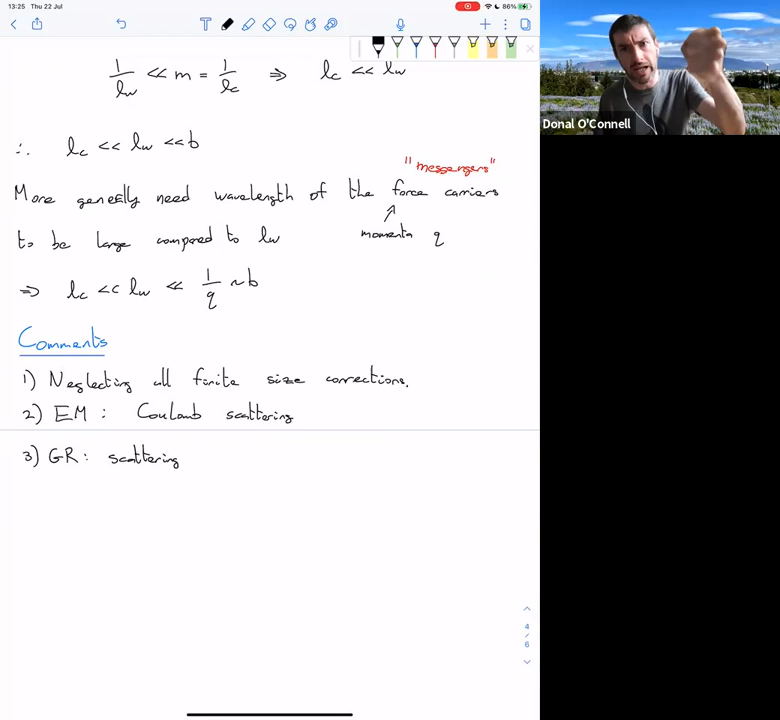 13:25 Thu 22 Jul
86%
1/lw << m = 1/lc ⇒ lc << lw
∴ lc << lw << b
"messengers"
More generally need wavelength of the force carriers
to be large compared to lw
momenta q
⇒ lc << lw << 1/q ~ b
Comments
1) Neglecting all finite size corrections.
2) EM : Coulomb scattering
3) GR : scattering
4
/
6
Donal O'Connell